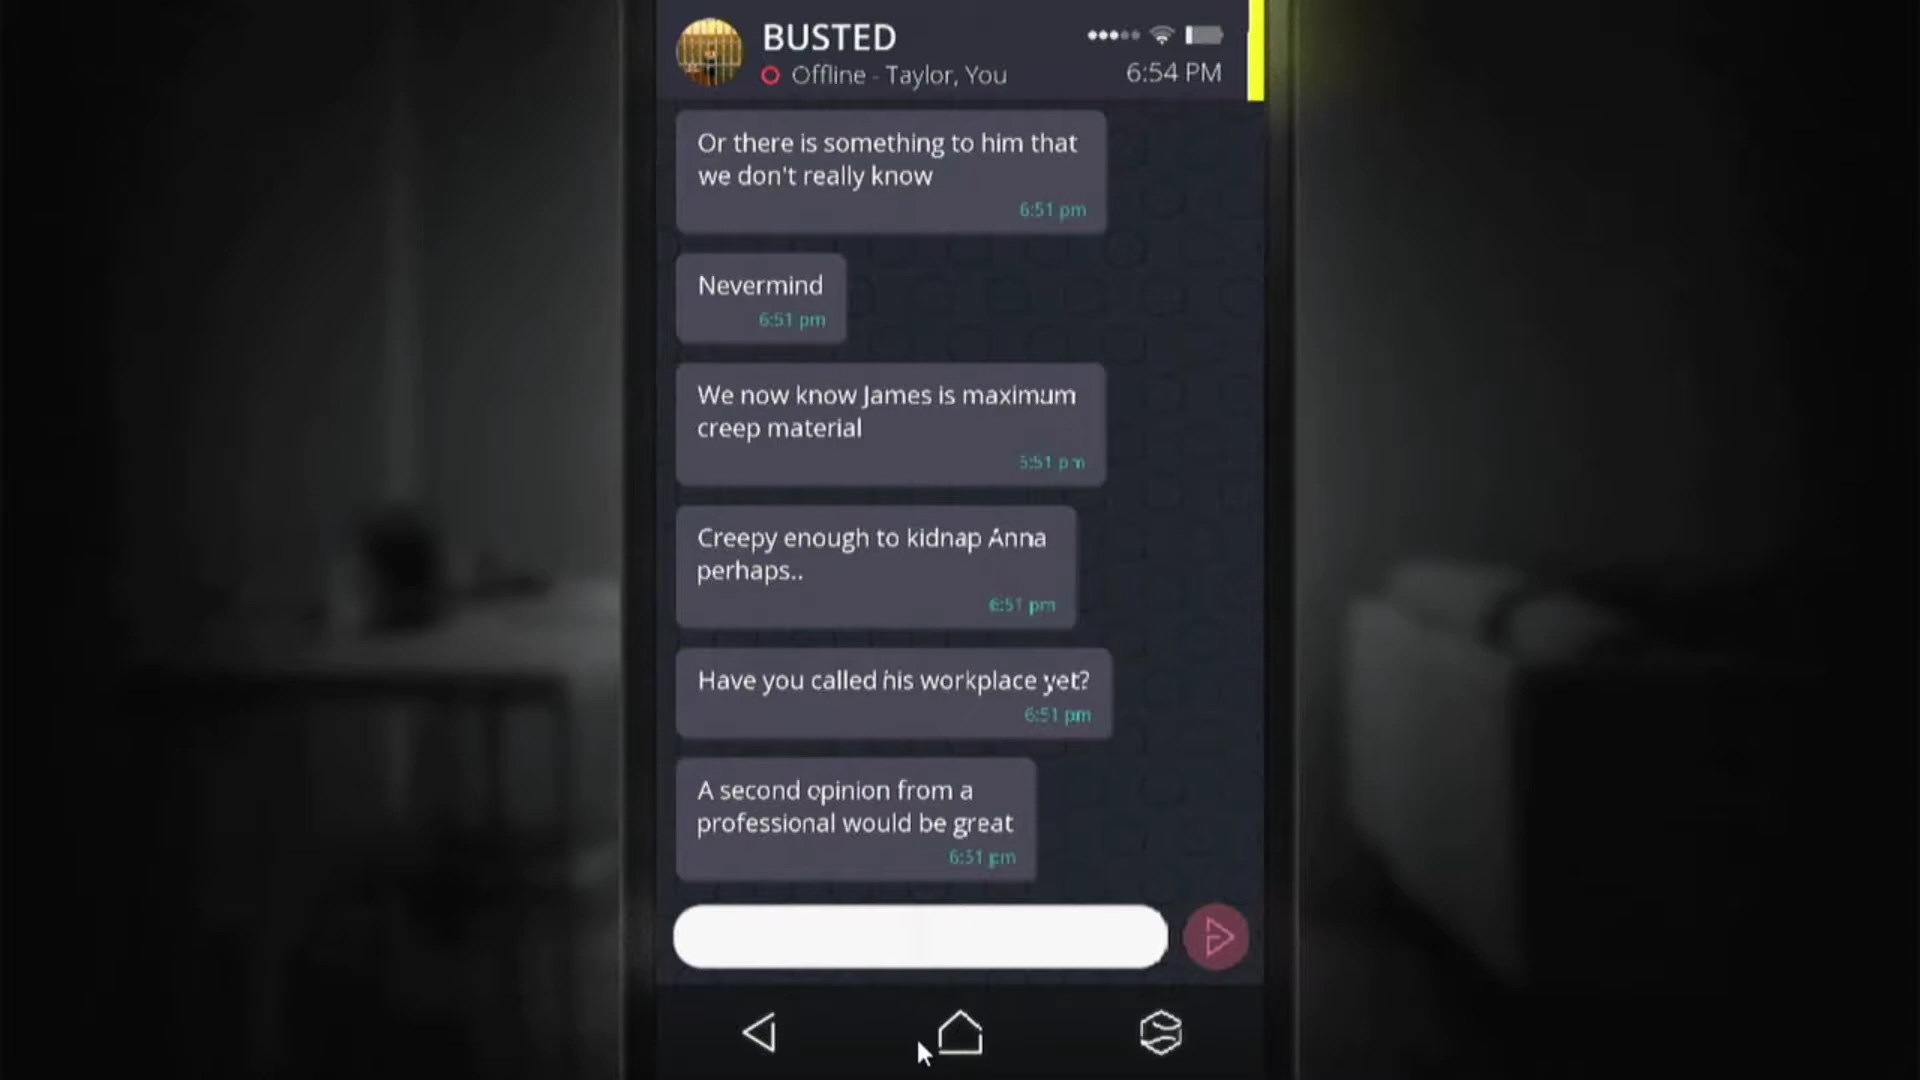 BUSTED
Offline - Taylor, You
6:54 PM
Or there is something to him that
we don't really know
6:51 pm
Nevermind
6:51 pm
We now know James is maximum
creep material
6:51 pm
Creepy enough to kidnap Anna
perhaps..
6:51 pm
Have you called his workplace yet?
6:51 pm
A second opinion from a
professional would be great
6:51 pm